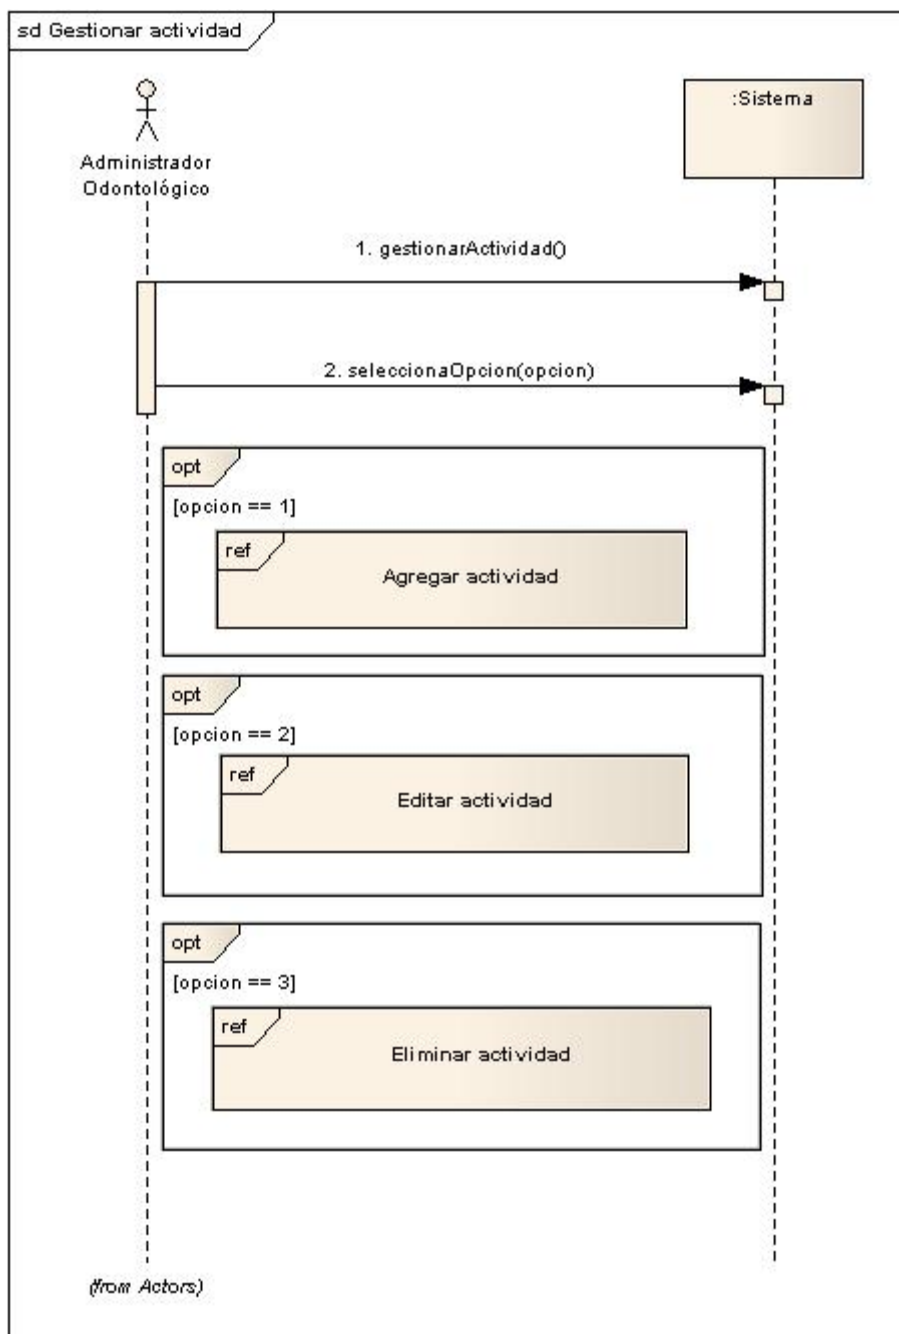 sd Gestionar actividad
Administrador
Odontológico
:Sistema
1. gestionarActividad()
2. seleccionaOpcion(opcion)
opt
[opcion == 1]
ref
Agregar actividad
opt
[opcion == 2]
ref
Editar actividad
opt
[opcion == 3]
ref
Eliminar actividad
(from Actors)